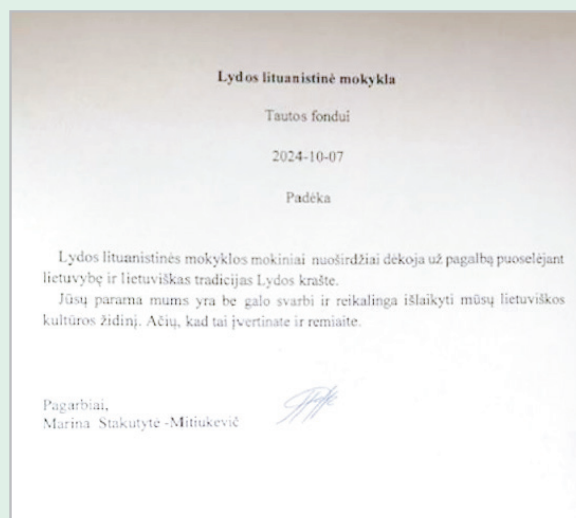 Lydos lituanistinė mokykla
Tautos fondui
2024-10-07
Padėka
Lydos lituanistinės mokyklos mokiniai nuoširdžiai dėkoja už pagalbą puoselėjant
lietuvybę ir lietuviškas tradicijas Lydos krašte.
Jūsų parama mums yra be galo svarbi ir reikalinga išlaikyti mūsų lietuviškos
kultūros židinį. Ačių, kad tai įvertinate ir remiaite.
Pagarbiai,
Marina Stakutytė-Mitiukevič